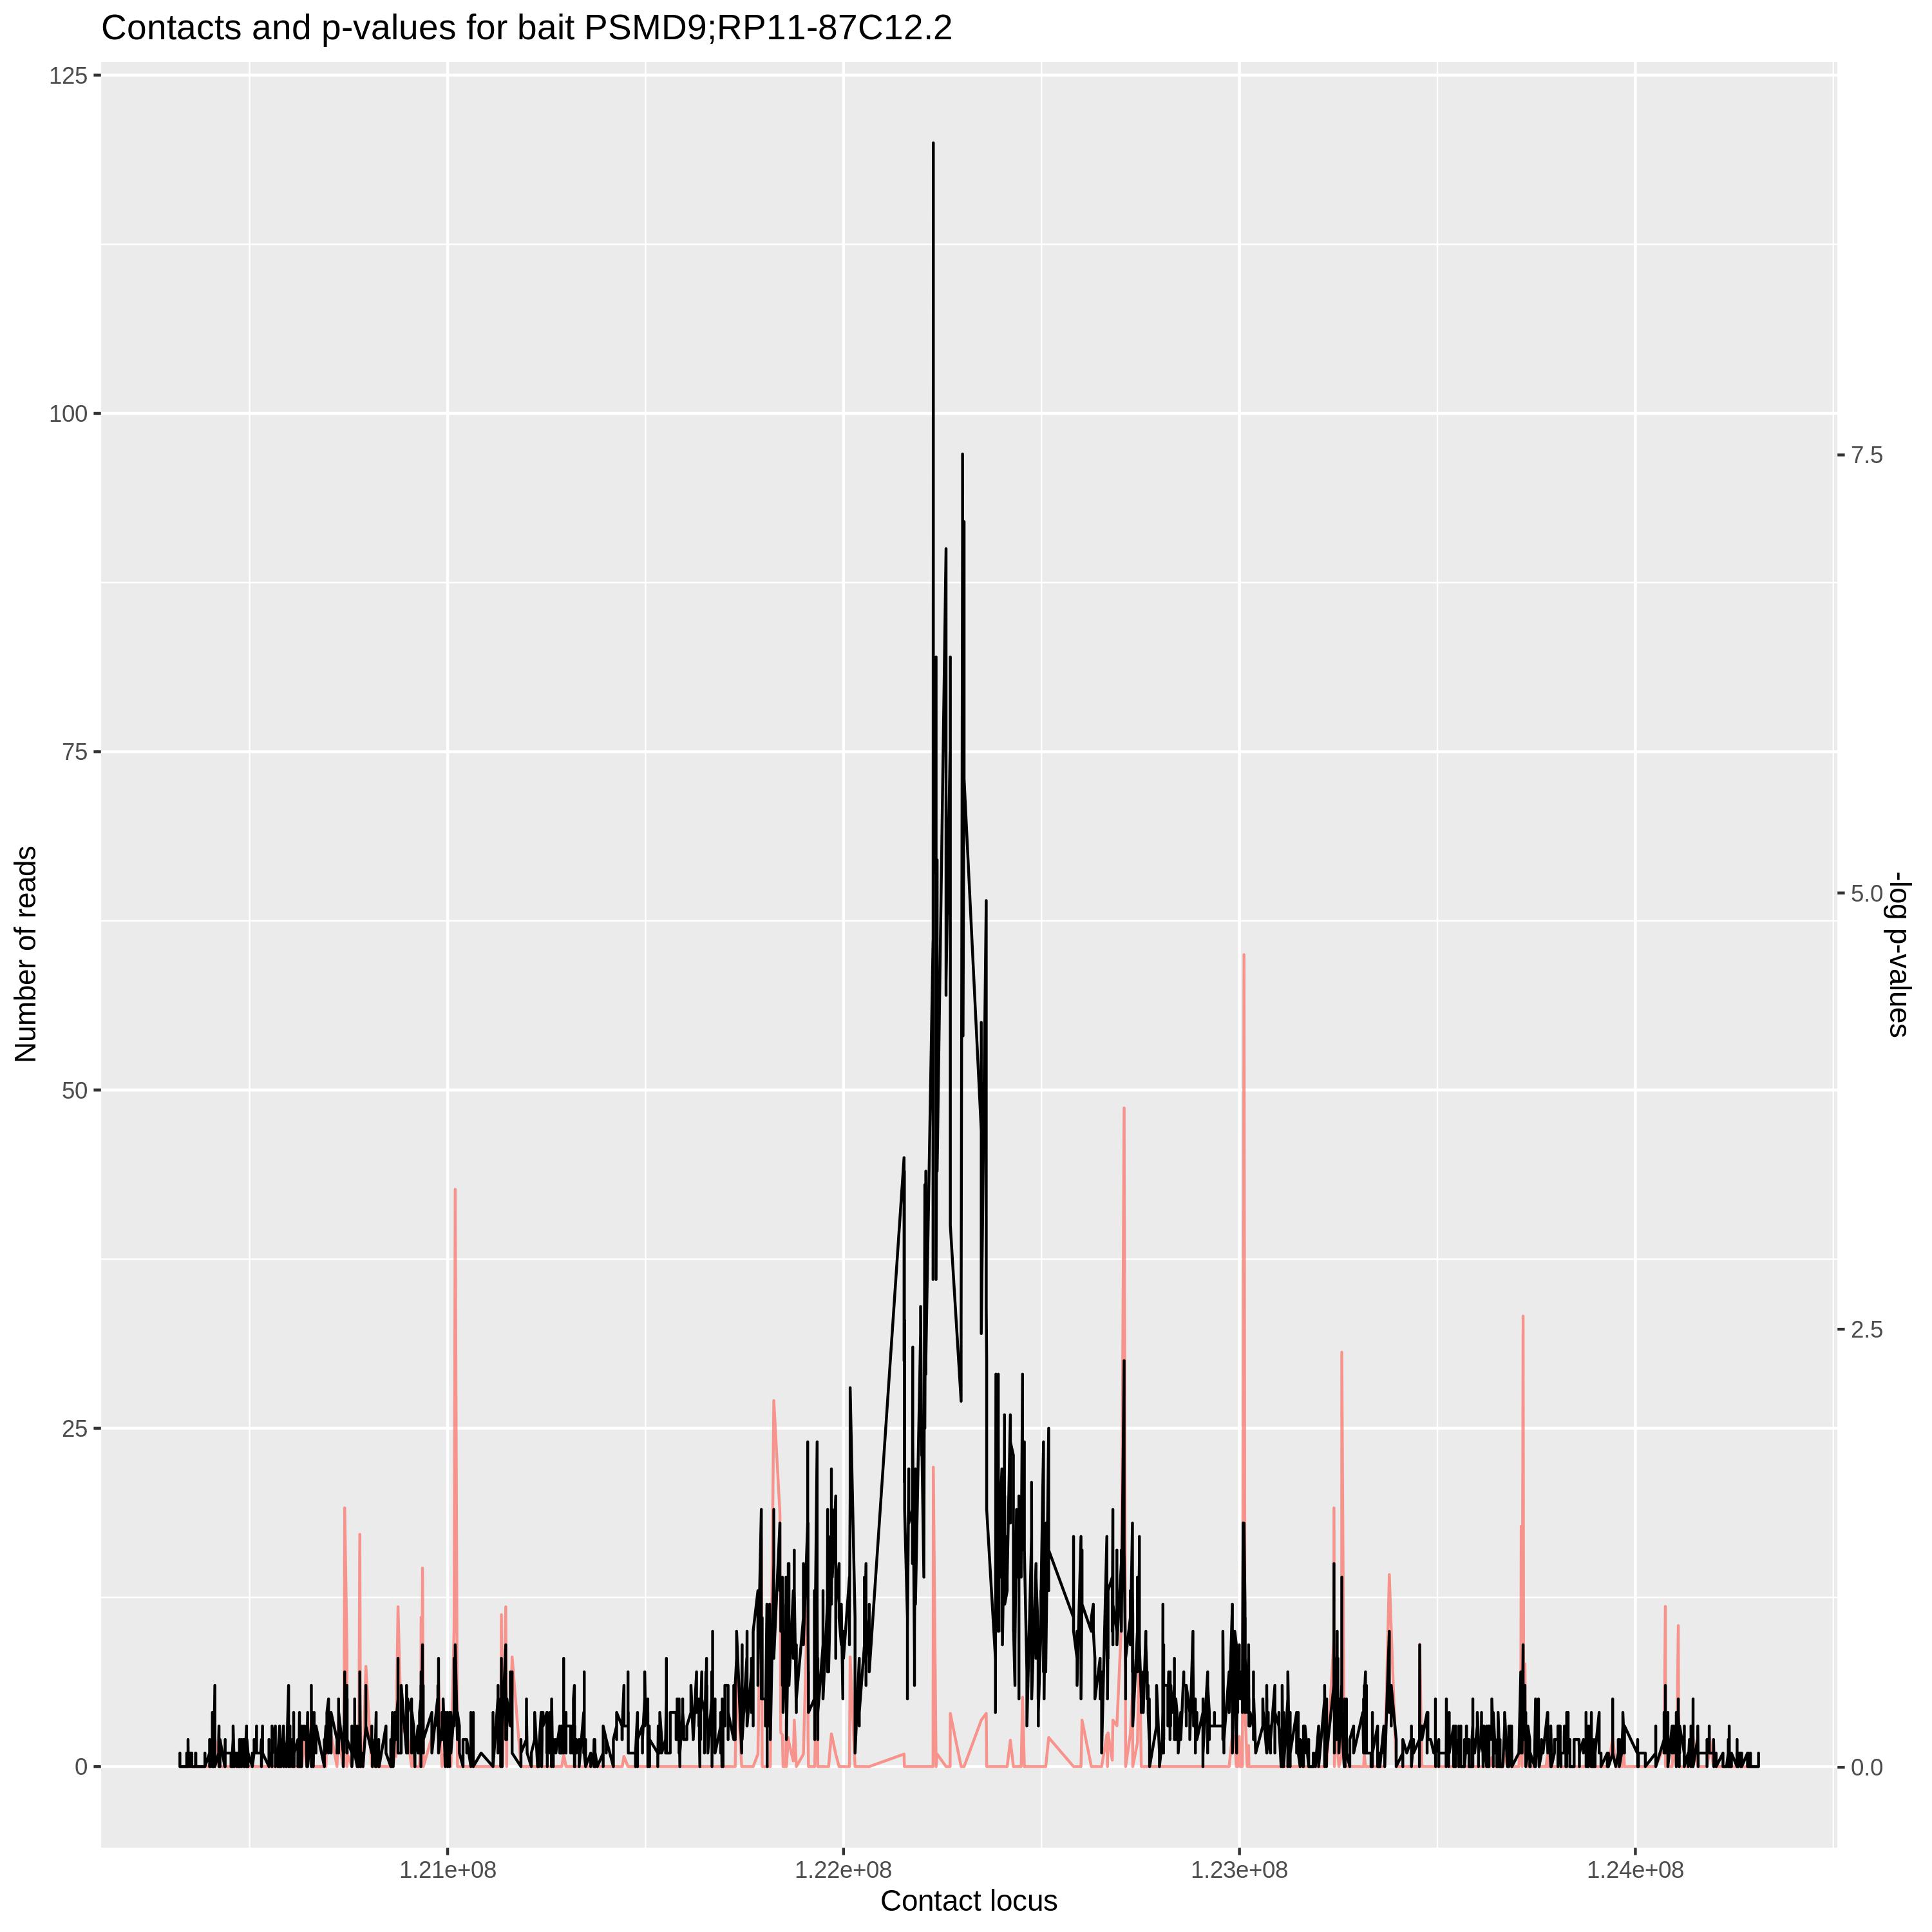 Contacts and p-values for bait PSMD9;RP11-87C12.2
125
100
75
50
25
0
Number of reads
7.5
5.0
2.5
0.0
-log p-values
1.21e+08
1.22e+08
1.23e+08
1.24e+08
Contact locus